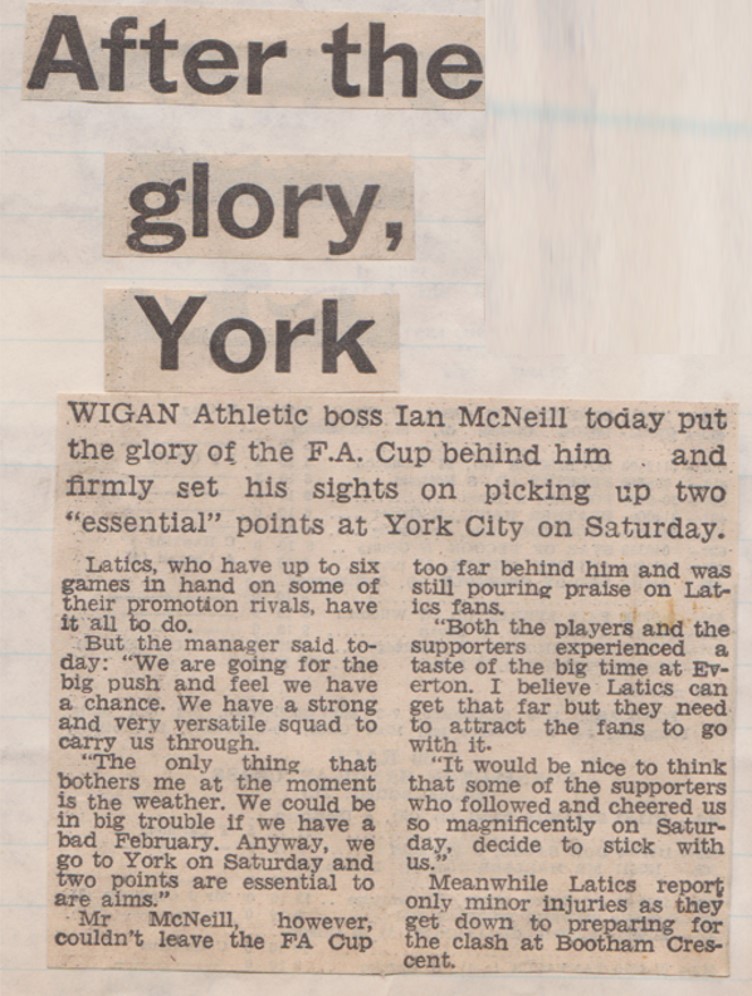 After the
glory,
York
WIGAN Athletic boss Ian McNeill today put
the glory of the F.A. Cup behind him . and
firmly set his sights on picking up two
“essential” points at York City on Saturday.
Latics, who have up to six
games in hand on some of
their promotion rivals, have
it all to do.
But the manager said to-
day: “We are going for the
big push and feel we have
a chance. We have a strong
and very versatile squad to
carry us through.
“The only thing that
bothers me at the moment
is the weather. We could be
in big trouble if we have a
bad February. Anyway, we
go to York on Saturday and
two points are essential to
are aims.”
Mr McNeill, however,
couldn't leave the FA Cup
too far behind him and was
still pouring praise on Lat-
ics fans.
“Both the players and the
supporters experienced a
taste of the big time at Ev-
erton. I believe Latics can
get that far but they need
to attract the fans to go
with it.
“It would be nice to think
that some of the supporters
who followed and cheered us
so magnificently on Satur-
day, decide to stick with
us.”
Meanwhile Latics report
only minor injuries as they
get down to preparing for
the clash at Bootham Cres-
cent.